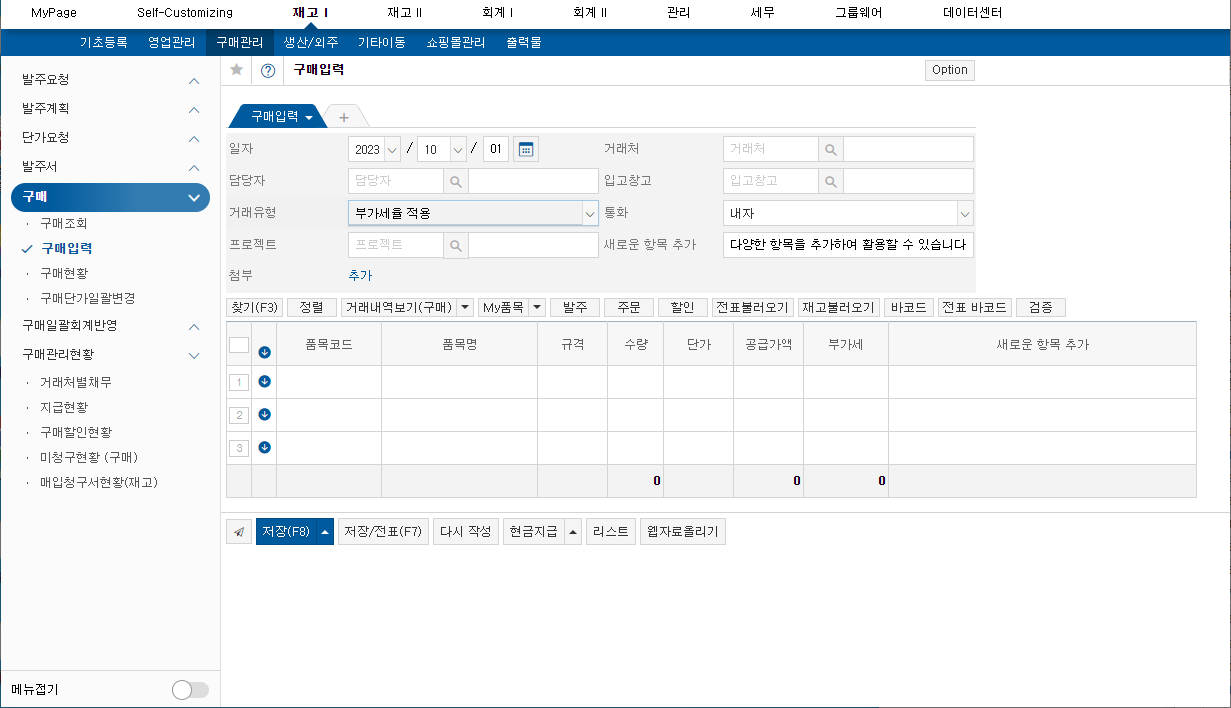 MyPage Self-Customizing 재고 I 재고 II 회계 I 회계 II 관리 세무 그룹웨어 데이터센터
기초등록 영업관리 구매관리 생산/외주 기타이동 쇼핑몰관리 출력물
발주요청
발주계획
단가요청
발주서
구매
구매조회
구매입력
구매현황
구매단가일괄변경
구매일괄회계반영
구매관리현황
거래처별채무
지급현황
구매할인현황
미청구현황 (구매)
매입청구서현황(재고)
메뉴접기
구매입력 Option
구매입력 +
일자 2023 / 10 / 01 거래처 거래처
담당자 담당자 입고창고 입고창고
거래유형 부가세율 적용 통화 내자
프로젝트 프로젝트 새로운 항목 추가 다양한 항목을 추가하여 활용할 수 있습니다
첨부 추가
찾기(F3) 정렬 거래내역보기(구매) My품목 발주 주문 할인 전표불러오기 재고불러오기 바코드 전표 바코드 검증
품목코드 품목명 규격 수량 단가 공급가액 부가세 새로운 항목 추가
1
2
3
0 0 0
저장(F8) 저장/전표(F7) 다시 작성 현금지급 리스트 웹자료올리기